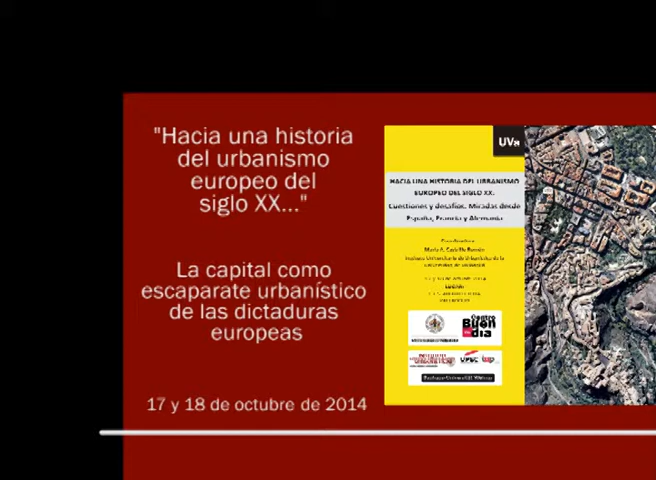 "Hacia una historia
del urbanismo
europeo del
siglo XX..."
La capital como
escaparate urbanístico
de las dictaduras
europeas
17 y 18 de octubre de 2014
UVa
HACIA UNA HISTORIA DEL URBANISMO
EUROPEO DEL SIGLO XX.
Cuestiones y desafíos. Miradas desde
España, Francia y Alemania
Centro
Buen
día